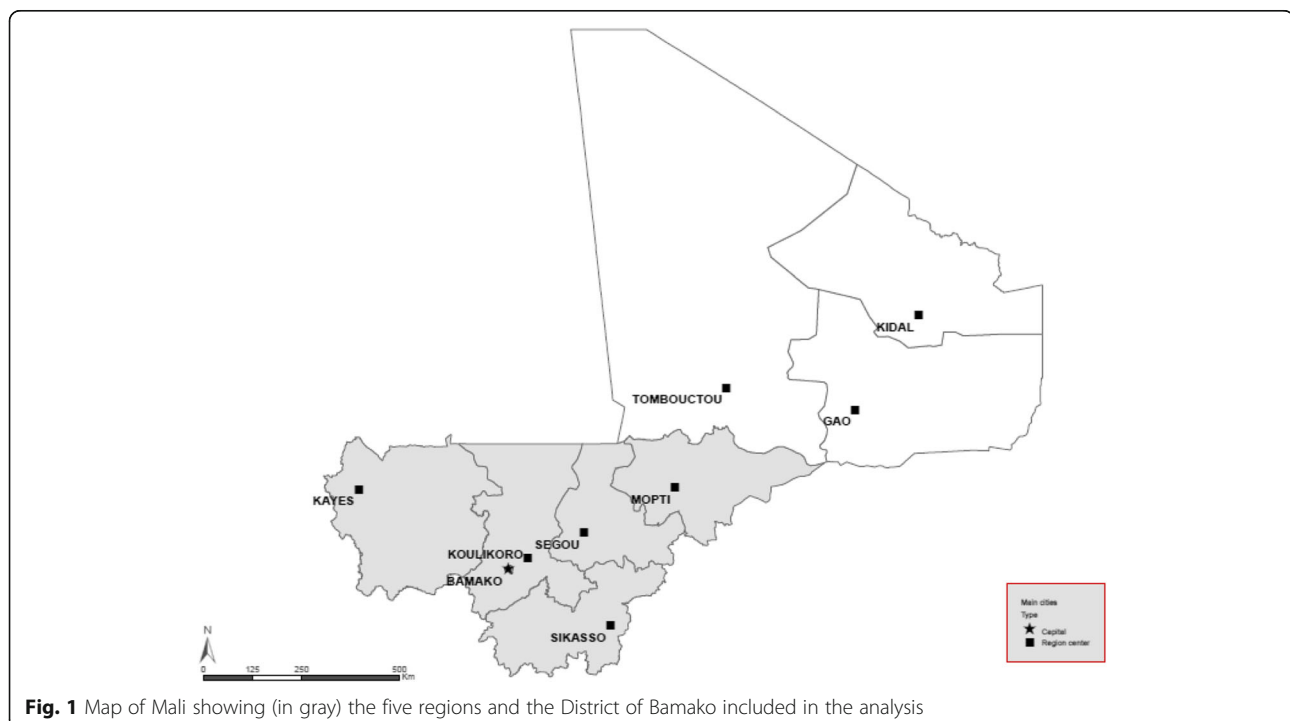 KIDAL
TOMBOUCTOU
GAO
KAYES
MOPTI
SEGOU
KOULIKORO
BAMAKO
SIKASSO
Main cities
Type
Capital
Region center
N
0 125 250 500
Km
Fig. 1 Map of Mali showing (in gray) the five regions and the District of Bamako included in the analysis